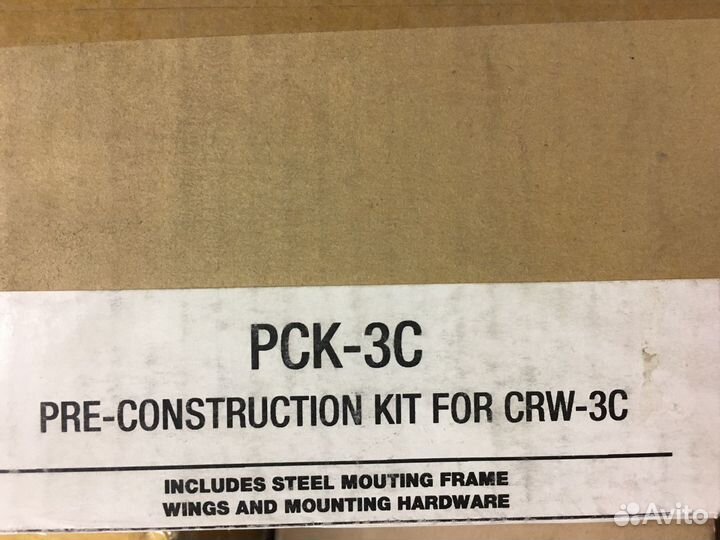 PCK-3C
PRE-CONSTRUCTION KIT FOR CRW-3C
INCLUDES STEEL MOUTING FRAME
WINGS AND MOUNTING HARDWARE
Avito